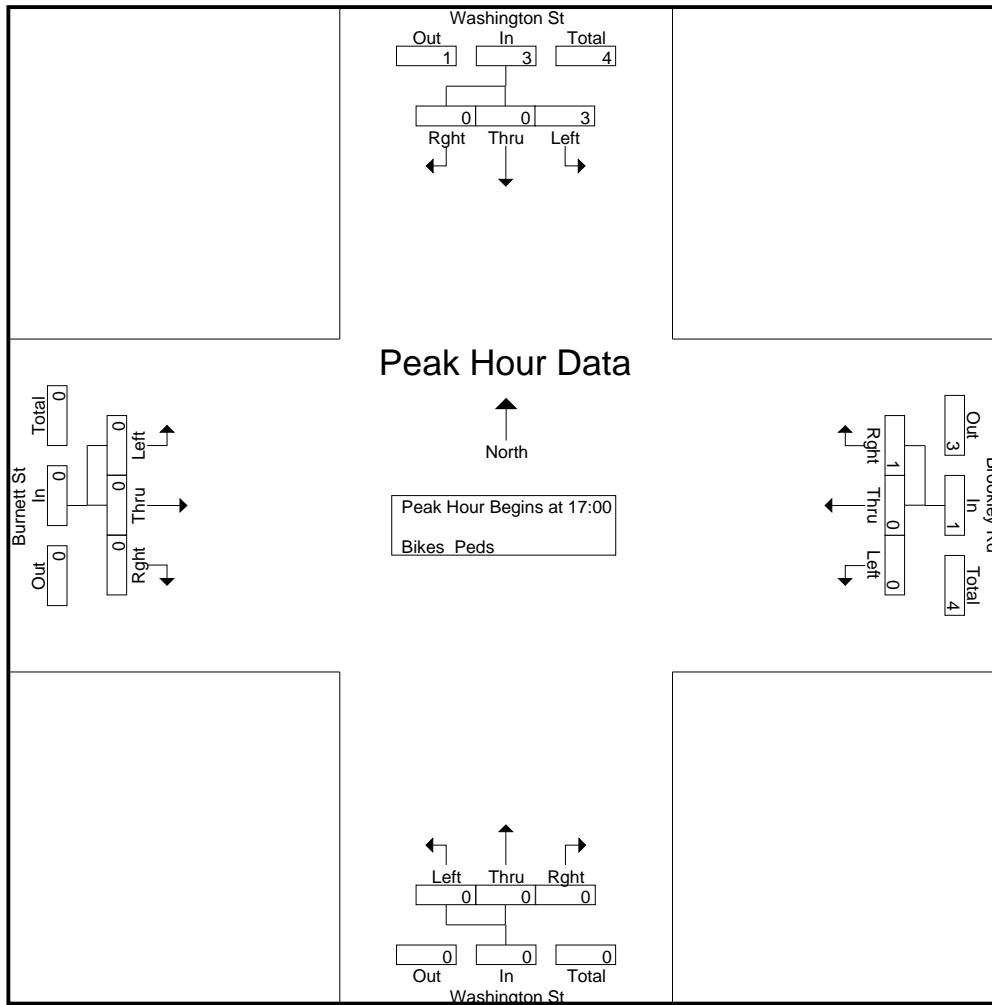 Washington St
Out In Total
1 3 4
0 0 3
Rght Thru Left
Peak Hour Data
North
Peak Hour Begins at 17:00
Bikes Peds
Burnett St
Total In Out
0 0 0
0 0 0
Left Thru Rght
Rght Thru Left
1 0 0
Out In Total
3 1 4
Brookley Rd
Left Thru Rght
0 0 0
0 0 0
Out In Total
Washington St